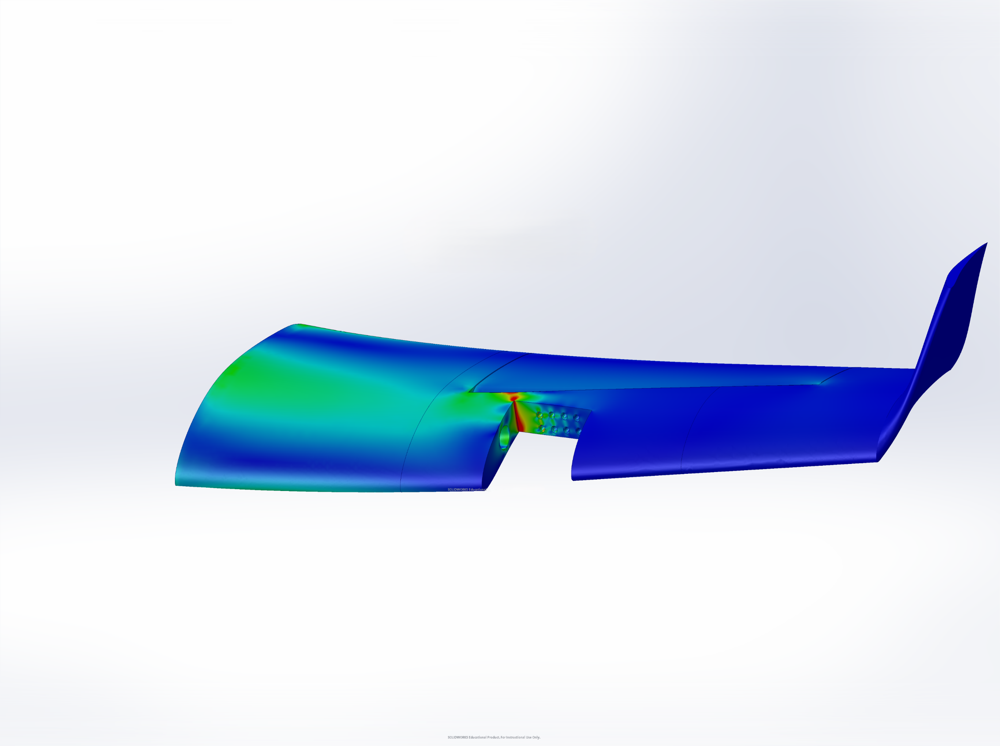 SOLIDWORKS Educational
SOLIDWORKS Educational Product. For Instructional Use Only.